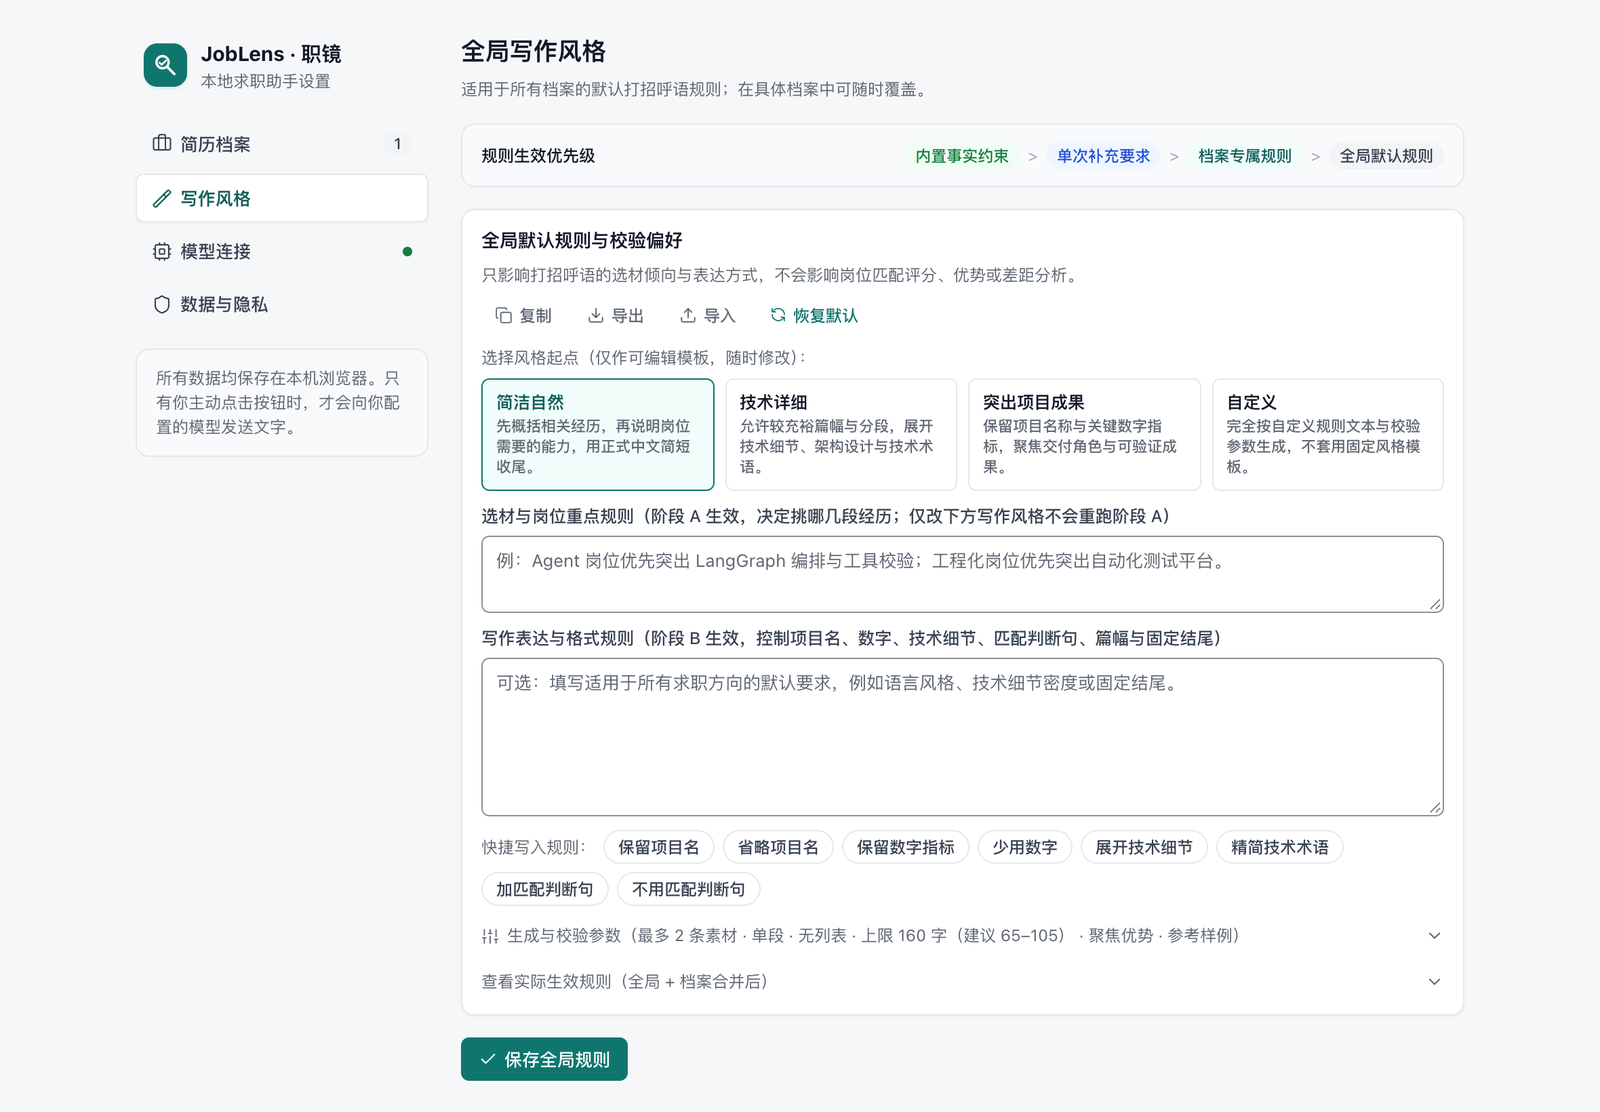 JobLens · 职镜
本地求职助手设置
简历档案
1
写作风格
模型连接
数据与隐私
所有数据均保存在本机浏览器。只
有你主动点击按钮时，才会向你配
置的模型发送文字。
全局写作风格
适用于所有档案的默认打招呼语规则；在具体档案中可随时覆盖。
规则生效优先级
内置事实约束 > 单次补充要求 > 档案专属规则 > 全局默认规则
全局默认规则与校验偏好
只影响打招呼语的选材倾向与表达方式，不会影响岗位匹配评分、优势或差距分析。
复制 导出 导入 恢复默认
选择风格起点（仅作可编辑模板，随时修改）：
简洁自然
先概括相关经历，再说明岗位
需要的能力，用正式中文简短
收尾。
技术详细
允许较充裕篇幅与分段，展开
技术细节、架构设计与技术术
语。
突出项目成果
保留项目名称与关键数字指
标，聚焦交付角色与可验证成
果。
自定义
完全按自定义规则文本与校验
参数生成，不套用固定风格模
板。
选材与岗位重点规则（阶段 A 生效，决定挑哪几段经历；仅改下方写作风格不会重跑阶段 A）
例：Agent 岗位优先突出 LangGraph 编排与工具校验；工程化岗位优先突出自动化测试平台。
写作表达与格式规则（阶段 B 生效，控制项目名、数字、技术细节、匹配判断句、篇幅与固定结尾）
可选：填写适用于所有求职方向的默认要求，例如语言风格、技术细节密度或固定结尾。
快捷写入规则： 保留项目名 省略项目名 保留数字指标 少用数字 展开技术细节 精简技术术语
加匹配判断句 不用匹配判断句
生成与校验参数（最多 2 条素材 · 单段 · 无列表 · 上限 160 字（建议 65–105） · 聚焦优势 · 参考样例）
查看实际生效规则（全局 + 档案合并后）
保存全局规则